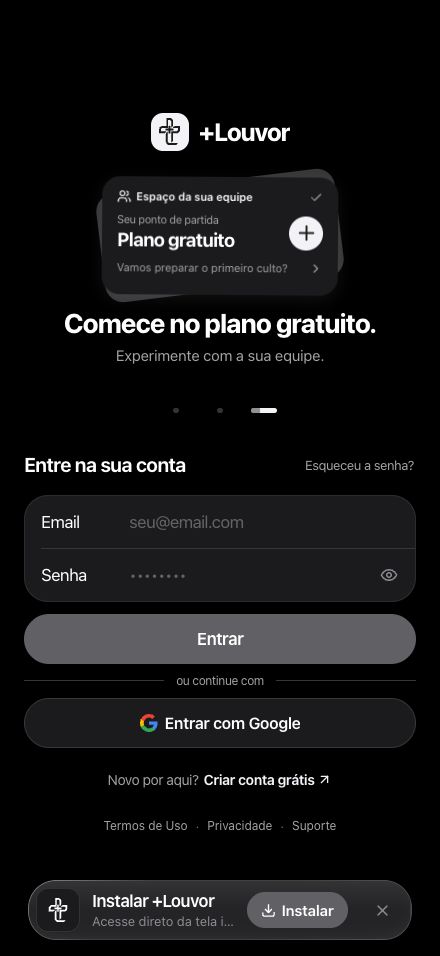 +Louvor
Espaço da sua equipe
Seu ponto de partida
Plano gratuito
Vamos preparar o primeiro culto?
Comece no plano gratuito.
Experimente com a sua equipe.
Entre na sua conta
Esqueceu a senha?
Email seu@email.com
Senha ••••••••
Entrar
ou continue com
Entrar com Google
Novo por aqui? Criar conta grátis
Termos de Uso · Privacidade · Suporte
Instalar +Louvor
Acesse direto da tela i...
Instalar